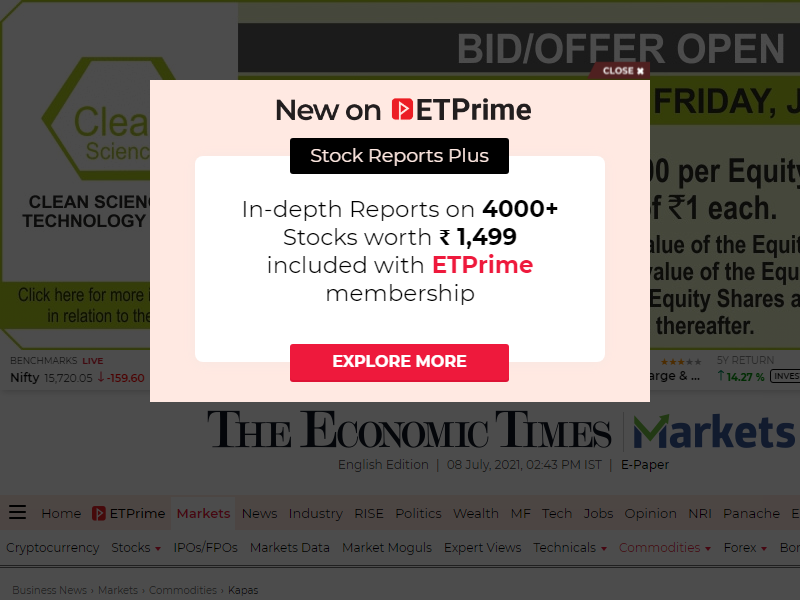 BID/OFFER OPEN
CLOSE ✖
New on ETPrime
FRIDAY, J
Clea
Scienc
Stock Reports Plus
00 per Equity
CLEAN SCIENC
TECHNOLOGY
In-depth Reports on 4000+
Stocks worth ₹ 1,499
included with ETPrime
membership
of ₹1 each.
alue of the Equit
value of the Equ
Equity Shares a
thereafter.
Click here for more i
in relation to the
EXPLORE MORE
BENCHMARKS LIVE
Nifty 15,720.05 ↓-159.60
arge & ...
5Y RETURN
↑14.27 % INVES
THE ECONOMIC TIMES Markets
English Edition | 08 July, 2021, 02:43 PM IST | E-Paper
Home ETPrime Markets News Industry RISE Politics Wealth MF Tech Jobs Opinion NRI Panache E
Cryptocurrency Stocks IPOs/FPOs Markets Data Market Moguls Expert Views Technicals Commodities Forex Bon
Business News › Markets › Commodities › Kapas